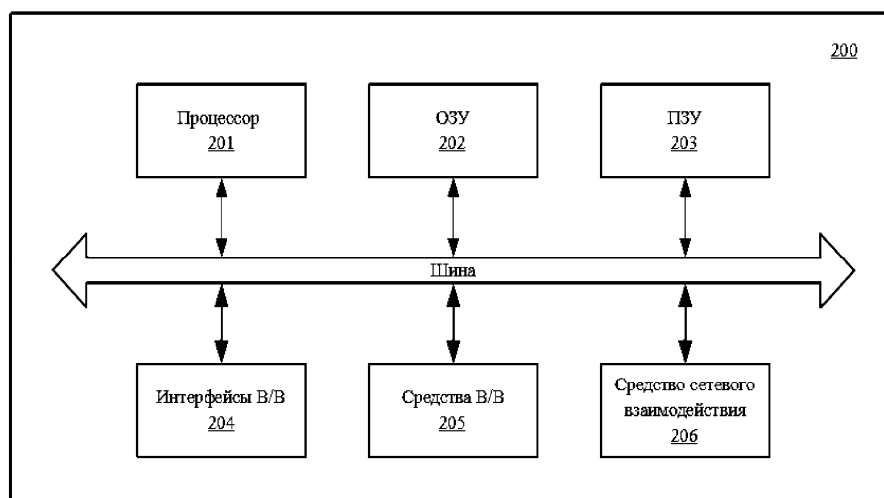 200
Процессор
201
ОЗУ
202
ПЗУ
203
Шина
Интерфейсы В/В
204
Средства В/В
205
Средство сетевого
взаимодействия
206